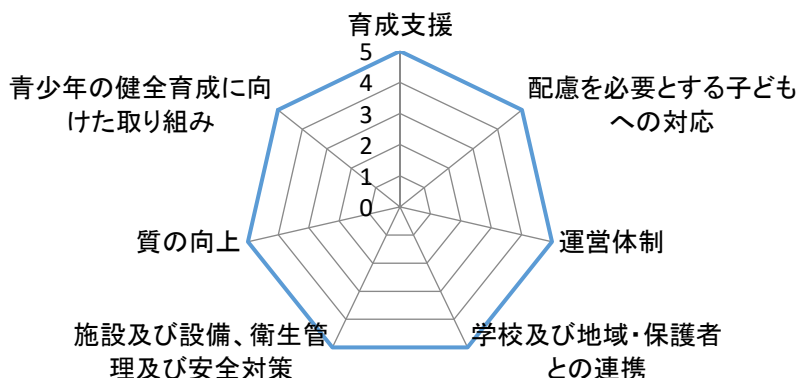 育成支援
5
4
3
2
1
0
配慮を必要とする子ども
への対応
運営体制
学校及び地域・保護者
との連携
施設及び設備、衛生管
理及び安全対策
質の向上
青少年の健全育成に向
けた取り組み